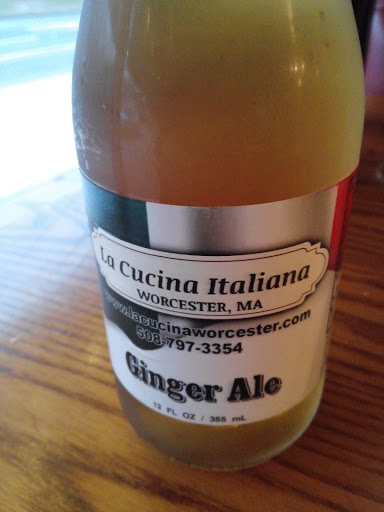 La Cucina Italiana
WORCESTER, MA
www.lacucinaworcester.com
508-797-3354
Ginger Ale
12 FL OZ / 355 mL